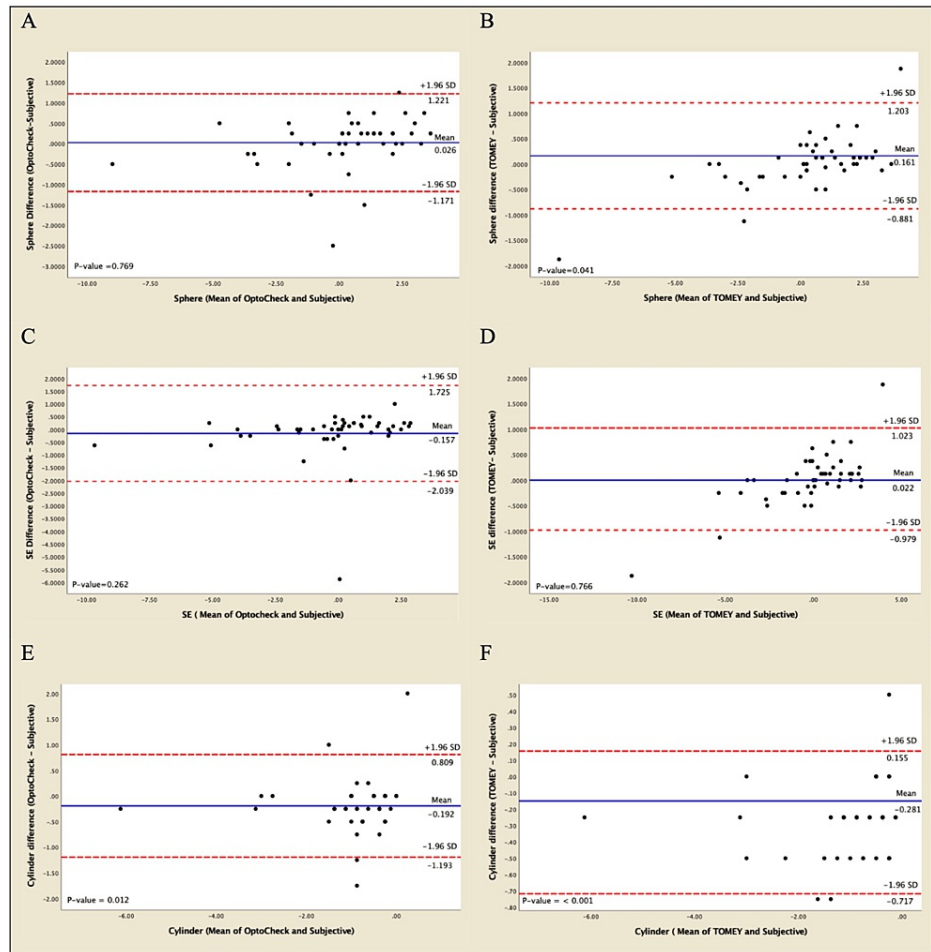 A
Sphere Difference (OptoCheck-Subjective)
2.0000
1.5000
1.0000
.5000
.0000
-.5000
-1.0000
-1.5000
-2.0000
-2.5000
-3.0000
+1.96 SD
1.221
Mean
0.026
-1.96 SD
-1.171
P-value =0.769
-10.00 -7.50 -5.00 -2.50 .00 2.50
Sphere (Mean of OptoCheck and Subjective)
B
Sphere difference (TOMEY - Subjective)
2.0000
1.5000
1.0000
.5000
.0000
-.5000
-1.0000
-1.5000
-2.0000
+1.96 SD
1.203
Mean
0.161
-1.96 SD
-0.881
P-value=0.041
-10.00 -7.50 -5.00 -2.50 .00 2.50
Sphere (Mean of TOMEY and Subjective)
C
SE Difference (OptoCheck - Subjective)
2.0000
1.5000
1.0000
.5000
.0000
-.5000
-1.0000
-1.5000
-2.0000
-2.5000
-3.0000
-3.5000
-4.0000
-4.5000
-5.0000
-5.5000
-6.0000
+1.96 SD
1.725
Mean
-0.157
-1.96 SD
-2.039
P-value=0.262
-10.00 -7.50 -5.00 -2.50 .00 2.50
SE ( Mean of Optocheck and Subjective)
D
SE difference (TOMEY- Subjective)
2.0000
1.5000
1.0000
.5000
.0000
-.5000
-1.0000
-1.5000
-2.0000
+1.96 SD
1.023
Mean
0.022
-1.96 SD
-0.979
P-value=0.766
-15.00 -10.00 -5.00 .00 5.00
SE (Mean of TOMEY and Subjective)
E
Cylinder difference (OptoCheck - Subjective)
2.00
1.00
.50
.00
-.50
-1.00
-2.00
+1.96 SD
0.809
Mean
-0.192
-1.96 SD
-1.193
P-value = 0.012
-6.00 -4.00 -2.00 .00
Cylinder (Mean of OptoCheck and Subjective)
F
Cylinder difference (TOMEY - Subjective)
.50
.40
.30
.20
.10
.00
-.10
-.20
-.30
-.40
-.50
-.60
-.70
-.80
+1.96 SD
0.155
Mean
-0.281
-1.96 SD
-0.717
P-value = < 0.001
-6.00 -4.00 -2.00 .00
Cylinder ( Mean of TOMEY and Subjective)